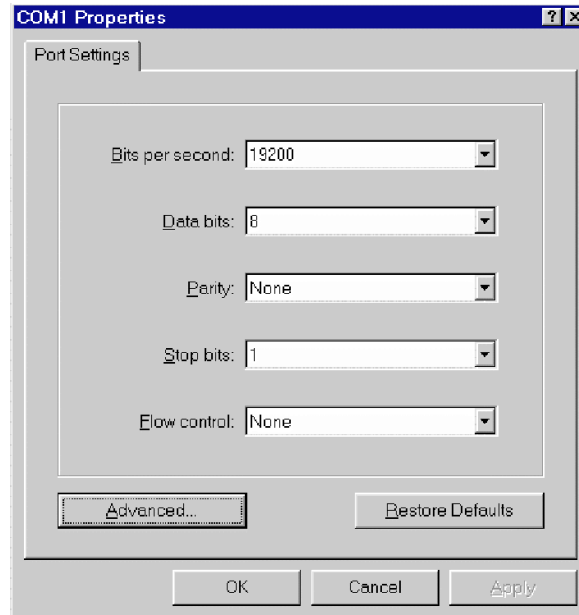 COM1 Properties
Port Settings
Bits per second: 19200
Data bits: 8
Parity: None
Stop bits: 1
Flow control: None
Advanced...
Restore Defaults
OK
Cancel
Apply